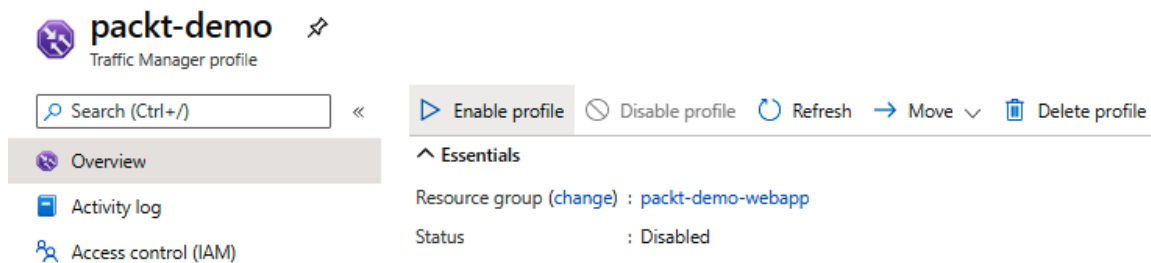 packt-demo
Traffic Manager profile
Search (Ctrl+/)
«
Overview
Activity log
Access control (IAM)
Enable profile Disable profile Refresh Move Delete profile
Essentials
Resource group (change) : packt-demo-webapp
Status : Disabled